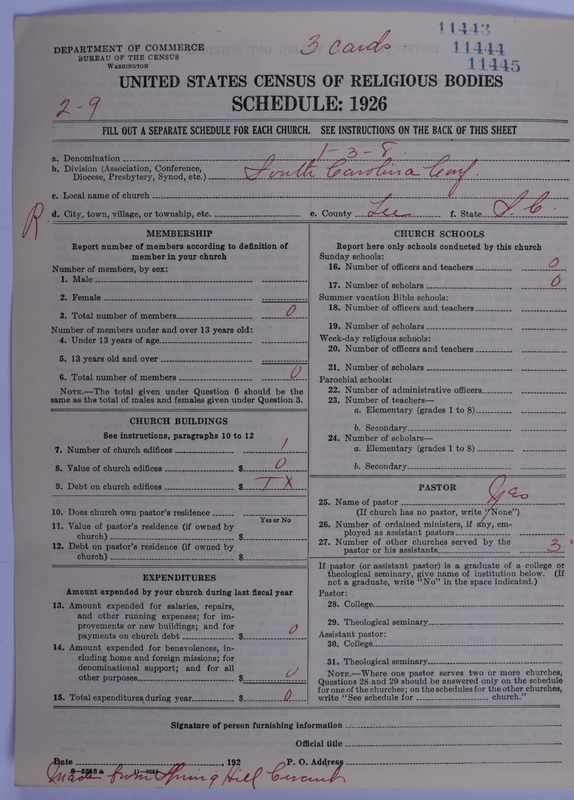 DEPARTMENT OF COMMERCE
BUREAU OF THE CENSUS
WASHINGTON
3 cards
11443
11444
11445
UNITED STATES CENSUS OF RELIGIOUS BODIES
2-9
SCHEDULE: 1926
FILL OUT A SEPARATE SCHEDULE FOR EACH CHURCH. SEE INSTRUCTIONS ON THE BACK OF THIS SHEET
a. Denomination 1-3-8
b. Division (Association, Conference, Diocese, Presbytery, Synod, etc.) South Carolina Conf.
c. Local name of church
R
d. City, town, village, or township, etc. e. County Lee f. State S.C.
MEMBERSHIP
Report number of members according to definition of
member in your church
Number of members, by sex:
1. Male
2. Female
3. Total number of members 0
Number of members under and over 13 years old:
4. Under 13 years of age
5. 13 years old and over
6. Total number of members 0
NOTE.—The total given under Question 6 should be the
same as the total of males and females given under Question 3.
CHURCH BUILDINGS
See instructions, paragraphs 10 to 12
7. Number of church edifices 1
8. Value of church edifices $ 0
9. Debt on church edifices $ T X
10. Does church own pastor's residence
Yes or No
11. Value of pastor's residence (if owned by
church) $
12. Debt on pastor's residence (if owned by
church) $
EXPENDITURES
Amount expended by your church during last fiscal year
13. Amount expended for salaries, repairs,
and other running expenses; for im-
provements or new buildings; and for
payments on church debt $ 0
14. Amount expended for benevolences, in-
cluding home and foreign missions; for
denominational support; and for all
other purposes $ 0
15. Total expenditures during year $ 0
CHURCH SCHOOLS
Report here only schools conducted by this church
Sunday schools:
16. Number of officers and teachers 0
17. Number of scholars 0
Summer vacation Bible schools:
18. Number of officers and teachers
19. Number of scholars
Week-day religious schools:
20. Number of officers and teachers
21. Number of scholars
Parochial schools:
22. Number of administrative officers
23. Number of teachers—
a. Elementary (grades 1 to 8)
b. Secondary
24. Number of scholars—
a. Elementary (grades 1 to 8)
b. Secondary
PASTOR
25. Name of pastor Yes
(If church has no pastor, write "None")
26. Number of ordained ministers, if any, em-
ployed as assistant pastors
27. Number of other churches served by the
pastor or his assistants 3
If pastor (or assistant pastor) is a graduate of a college or
theological seminary, give name of institution below. (If
not a graduate, write "No" in the space indicated.)
Pastor:
28. College
29. Theological seminary
Assistant pastor:
30. College
31. Theological seminary
NOTE.—Where one pastor serves two or more churches,
Questions 28 and 29 should be answered only on the schedule
for one of the churches; on the schedules for the other churches,
write "See schedule for church."
Signature of person furnishing information
Official title
Date , 192 P. O. Address
Made from Spring Hill Circuit